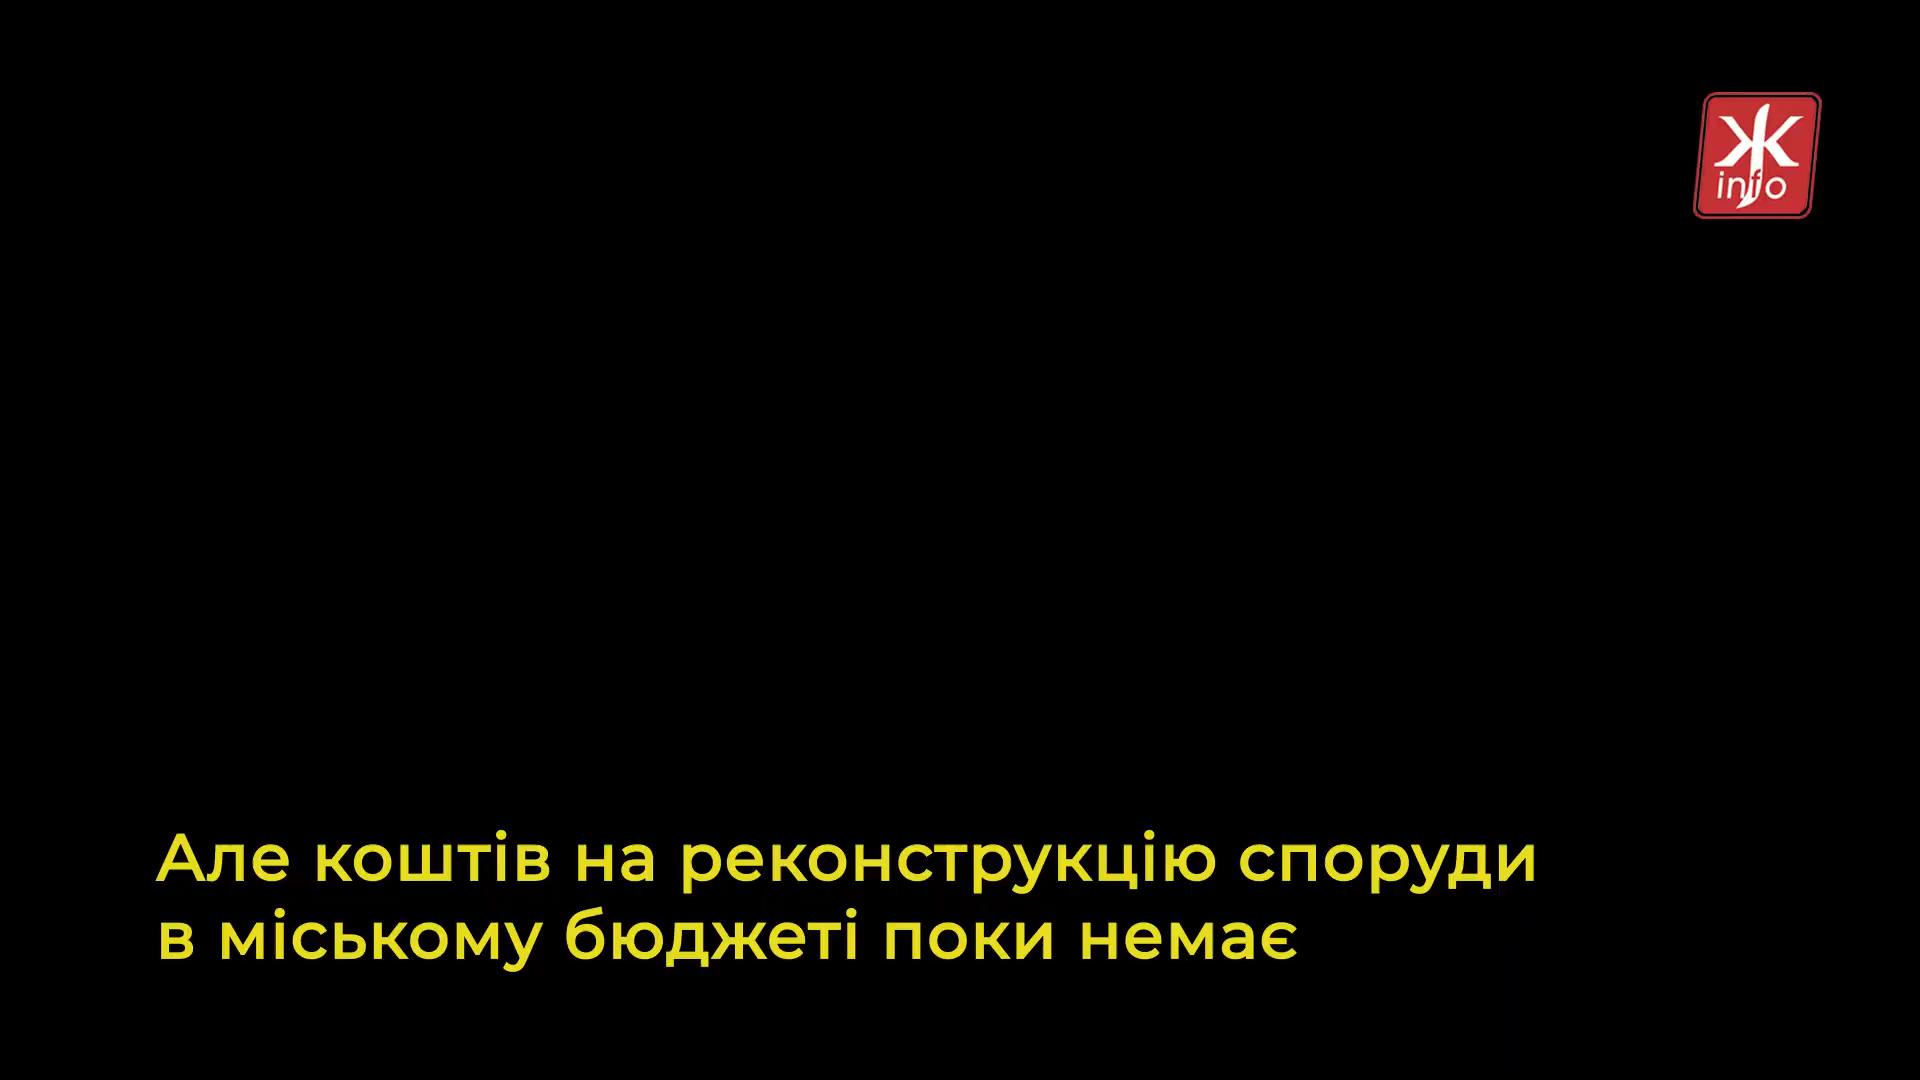 Ж
info
Але коштів на реконструкцію споруди
в міському бюджеті поки немає